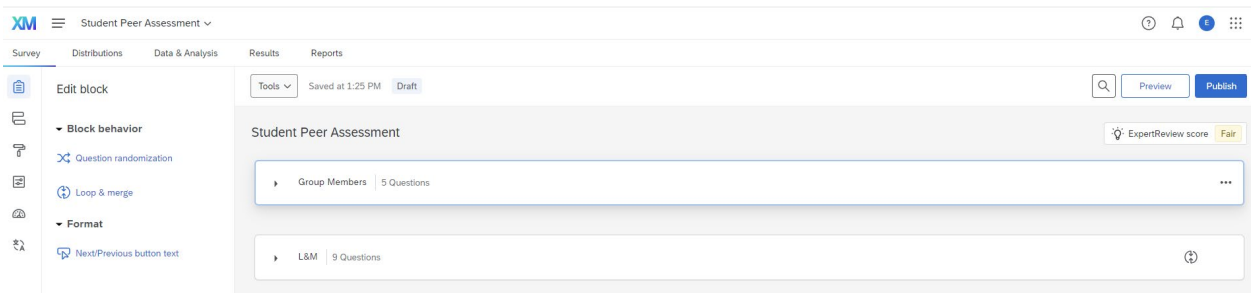 XM Student Peer Assessment E
Survey Distributions Data & Analysis Results Reports
Edit block
Block behavior
Question randomization
Loop & merge
Format
Next/Previous button text
Tools Saved at 1:25 PM Draft Preview Publish
Student Peer Assessment ExpertReview score Fair
Group Members 5 Questions
L&M 9 Questions